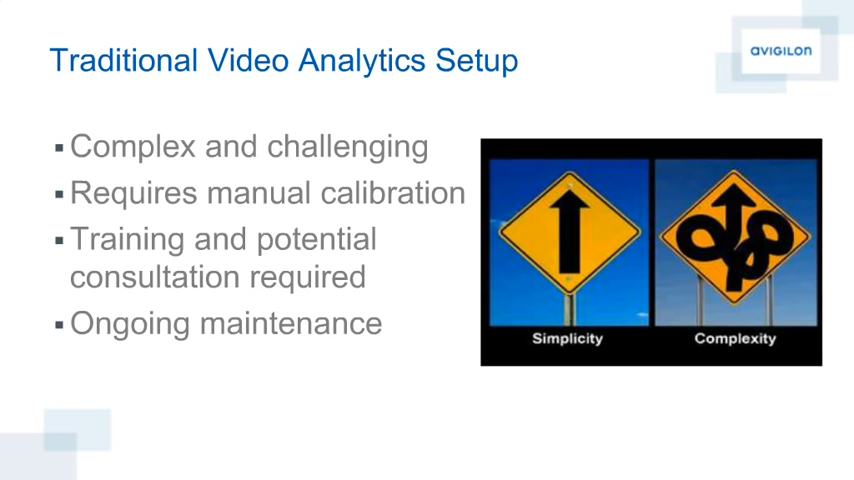 Traditional Video Analytics Setup
avigilon
▪ Complex and challenging
▪ Requires manual calibration
▪ Training and potential
consultation required
▪ Ongoing maintenance
Simplicity
Complexity